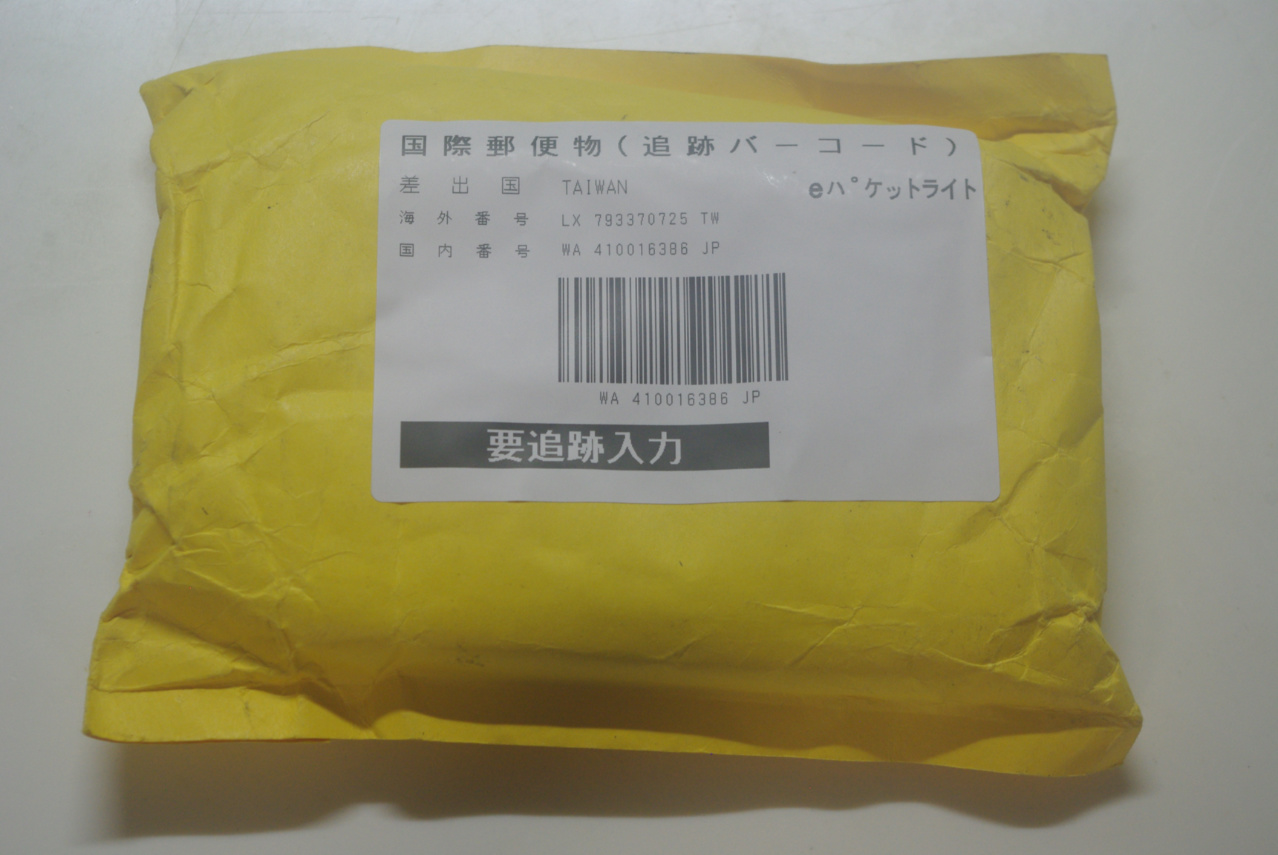 国際郵便物(追跡バーコード)
差出国 TAIWAN eパケットライト
海外番号 LX 793370725 TW
国内番号 WA 410016386 JP
WA 410016386 JP
要追跡入力